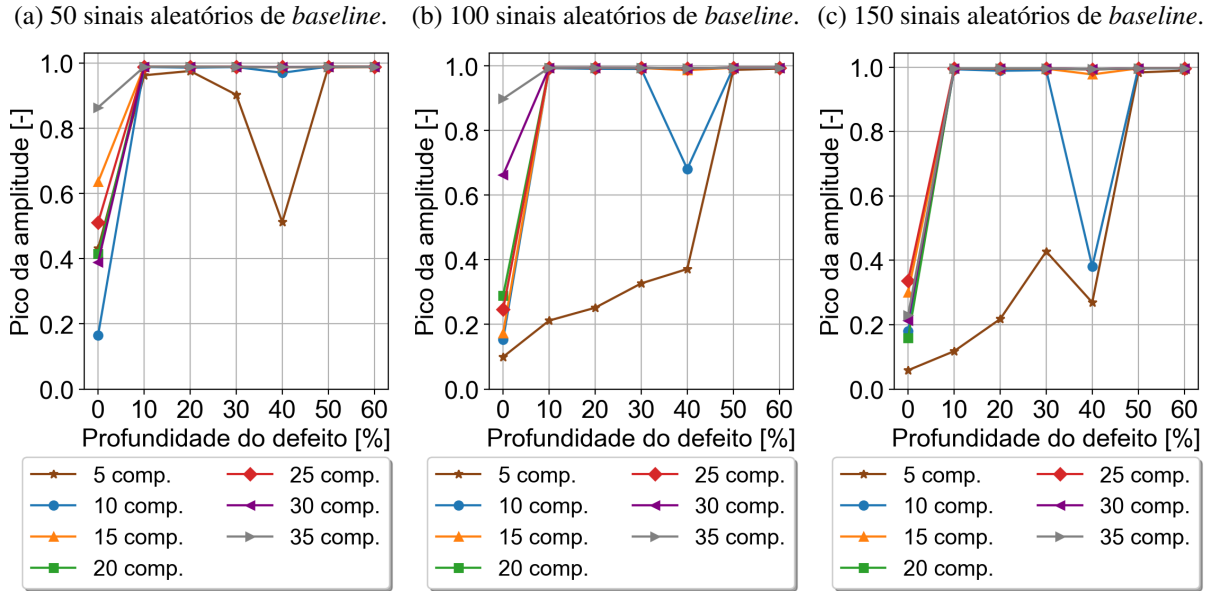 (a) 50 sinais aleatórios de baseline.
Pico da amplitude [-]
1.0
0.8
0.6
0.4
0.2
0.0
0 10 20 30 40 50 60
Profundidade do defeito [%]
5 comp.
10 comp.
15 comp.
20 comp.
25 comp.
30 comp.
35 comp.
(b) 100 sinais aleatórios de baseline.
Pico da amplitude [-]
1.0
0.8
0.6
0.4
0.2
0.0
0 10 20 30 40 50 60
Profundidade do defeito [%]
5 comp.
10 comp.
15 comp.
20 comp.
25 comp.
30 comp.
35 comp.
(c) 150 sinais aleatórios de baseline.
Pico da amplitude [-]
1.0
0.8
0.6
0.4
0.2
0.0
0 10 20 30 40 50 60
Profundidade do defeito [%]
5 comp.
10 comp.
15 comp.
20 comp.
25 comp.
30 comp.
35 comp.